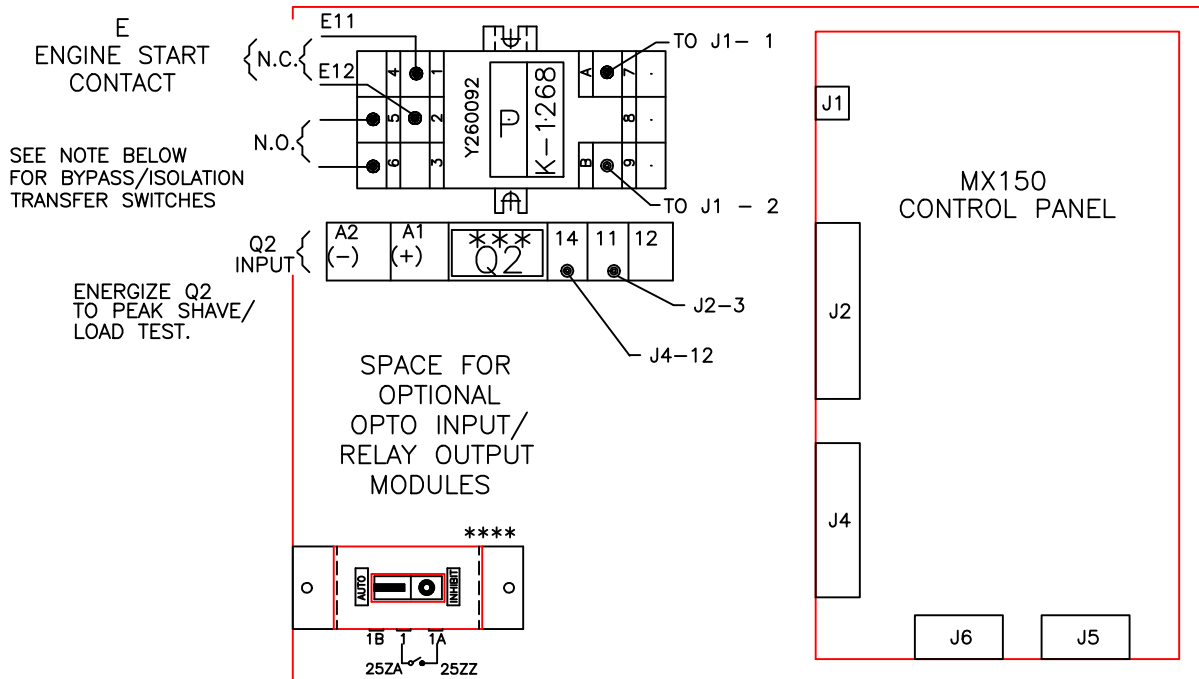 E
ENGINE START
CONTACT
N.C.
E11
E12
N.O.
SEE NOTE BELOW
FOR BYPASS/ISOLATION
TRANSFER SWITCHES
4 1
5 2
6 3
Y260092
P
K-1268
A 7
8
B 9
TO J1- 1
TO J1 - 2
Q2
INPUT
A2
(-)
A1
(+)
***
Q2
14
11
12
J2-3
J4-12
ENERGIZE Q2
TO PEAK SHAVE/
LOAD TEST.
SPACE FOR
OPTIONAL
OPTO INPUT/
RELAY OUTPUT
MODULES
****
AUTO
INHIBIT
1B 1 1A
25ZA 25ZZ
J1
MX150
CONTROL PANEL
J2
J4
J6
J5